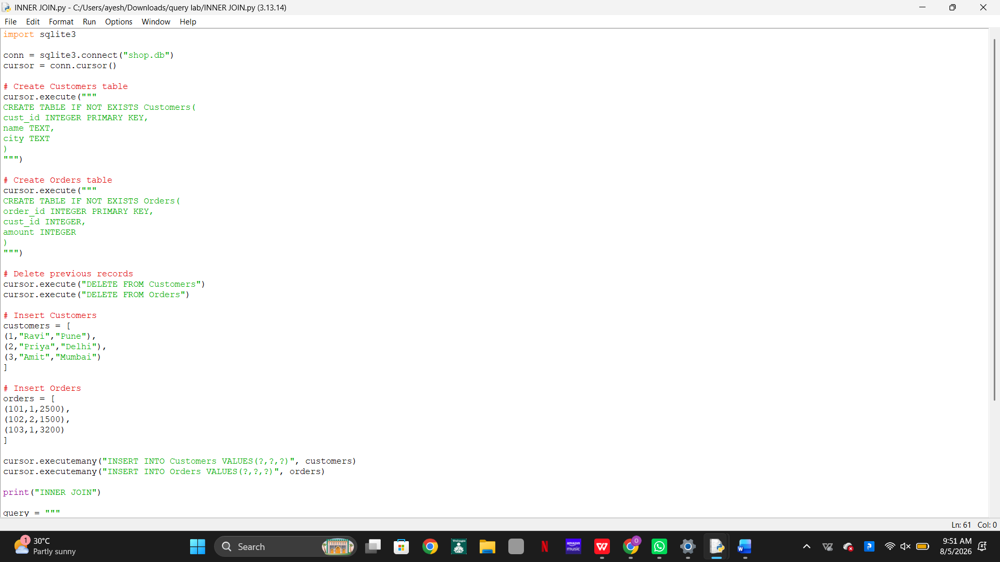 INNER JOIN.py - C:/Users/ayesh/Downloads/query lab/INNER JOIN.py (3.13.14)
File Edit Format Run Options Window Help
import sqlite3
conn = sqlite3.connect("shop.db")
cursor = conn.cursor()
# Create Customers table
cursor.execute("""
CREATE TABLE IF NOT EXISTS Customers(
cust_id INTEGER PRIMARY KEY,
name TEXT,
city TEXT
)
""")
# Create Orders table
cursor.execute("""
CREATE TABLE IF NOT EXISTS Orders(
order_id INTEGER PRIMARY KEY,
cust_id INTEGER,
amount INTEGER
)
""")
# Delete previous records
cursor.execute("DELETE FROM Customers")
cursor.execute("DELETE FROM Orders")
# Insert Customers
customers = [
(1,"Ravi","Pune"),
(2,"Priya","Delhi"),
(3,"Amit","Mumbai")
]
# Insert Orders
orders = [
(101,1,2500),
(102,2,1500),
(103,1,3200)
]
cursor.executemany("INSERT INTO Customers VALUES(?,?,?)", customers)
cursor.executemany("INSERT INTO Orders VALUES(?,?,?)", orders)
print("INNER JOIN")
query = """
Ln: 61 Col: 0
1
30°C
Partly sunny
Search
Telugu
N
amazon music
W
0
W
P
9:51 AM
8/5/2026